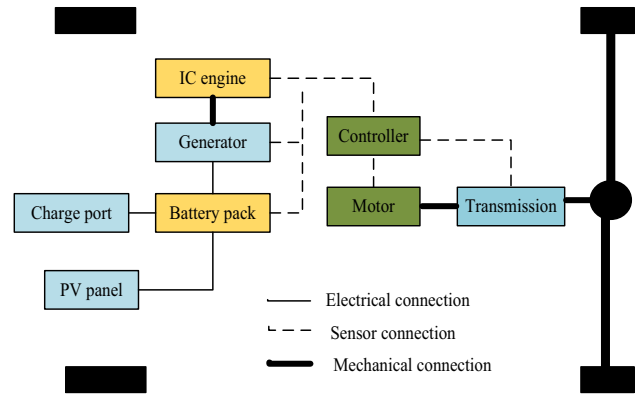 IC engine
Generator
Controller
Charge port
Battery pack
Motor
Transmission
PV panel
Electrical connection
Sensor connection
Mechanical connection